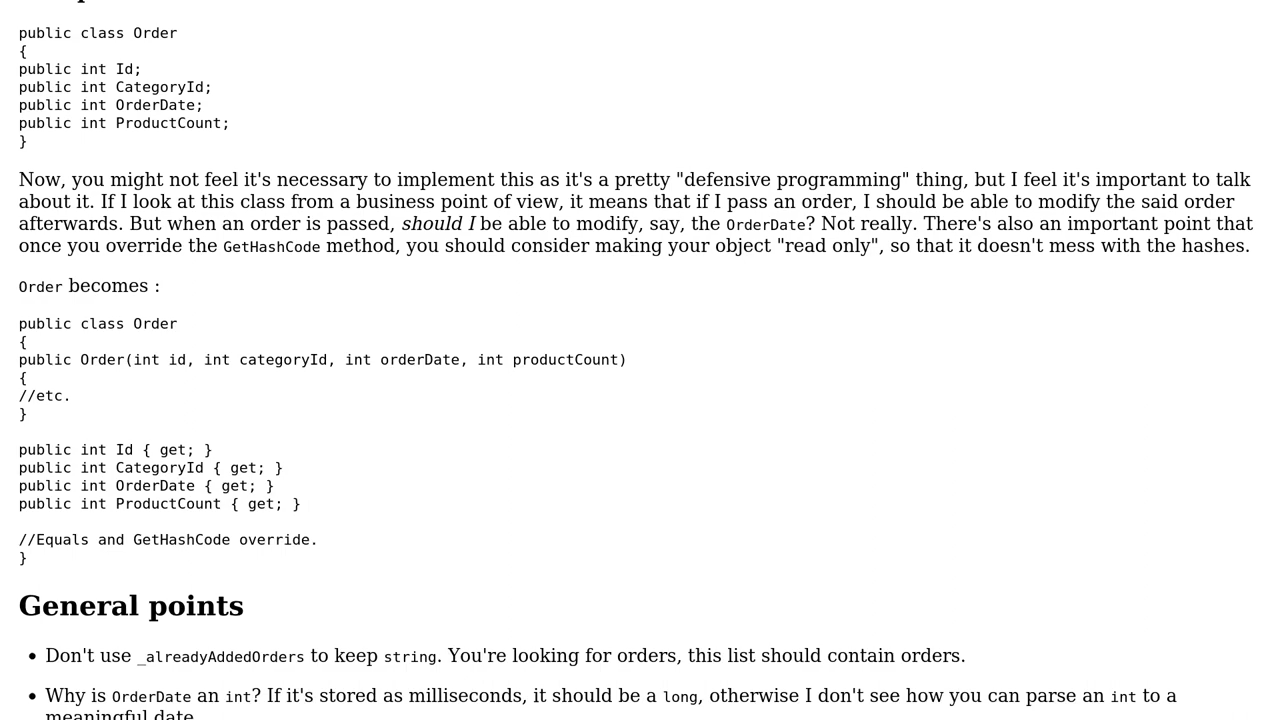 public class Order
{
public int Id;
public int CategoryId;
public int OrderDate;
public int ProductCount;
}
Now, you might not feel it's necessary to implement this as it's a pretty "defensive programming" thing, but I feel it's important to talk
about it. If I look at this class from a business point of view, it means that if I pass an order, I should be able to modify the said order
afterwards. But when an order is passed, should I be able to modify, say, the OrderDate? Not really. There's also an important point that
once you override the GetHashCode method, you should consider making your object "read only", so that it doesn't mess with the hashes.
Order becomes :
public class Order
{
public Order(int id, int categoryId, int orderDate, int productCount)
{
//etc.
}
public int Id { get; }
public int CategoryId { get; }
public int OrderDate { get; }
public int ProductCount { get; }
//Equals and GetHashCode override.
}
General points
• Don't use _alreadyAddedOrders to keep string. You're looking for orders, this list should contain orders.
• Why is OrderDate an int? If it's stored as milliseconds, it should be a long, otherwise I don't see how you can parse an int to a
meaningful date.